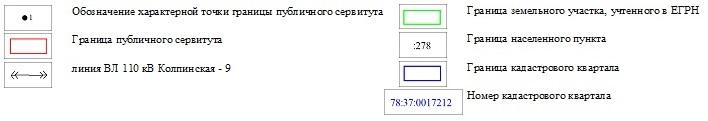 1 Обозначение характерной точки границы публичного сервитута
Граница публичного сервитута
линия ВЛ 110 кВ Колпинская - 9
Граница земельного участка, учтенного в ЕГРН
:278 Граница населенного пункта
Граница кадастрового квартала
78:37:0017212 Номер кадастрового квартала